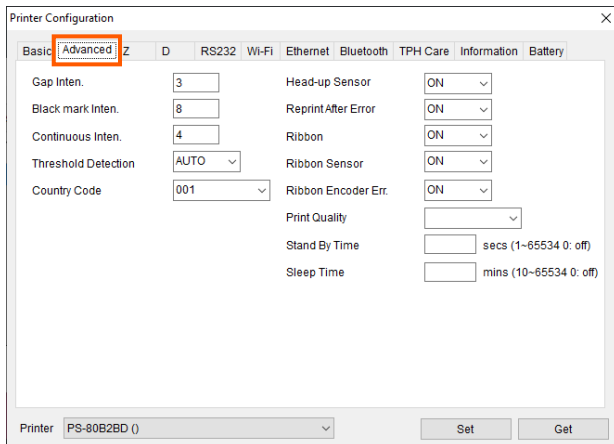 Printer Configuration
Basic Advanced Z D RS232 Wi-Fi Ethernet Bluetooth TPH Care Information Battery
Gap Inten. 3 Head-up Sensor ON
Black mark Inten. 8 Reprint After Error ON
Continuous Inten. 4 Ribbon ON
Threshold Detection AUTO Ribbon Sensor ON
Country Code 001 Ribbon Encoder Err. ON
Print Quality
Stand By Time secs (1~65534 0: off)
Sleep Time mins (10~65534 0: off)
Printer PS-80B2BD () Set Get